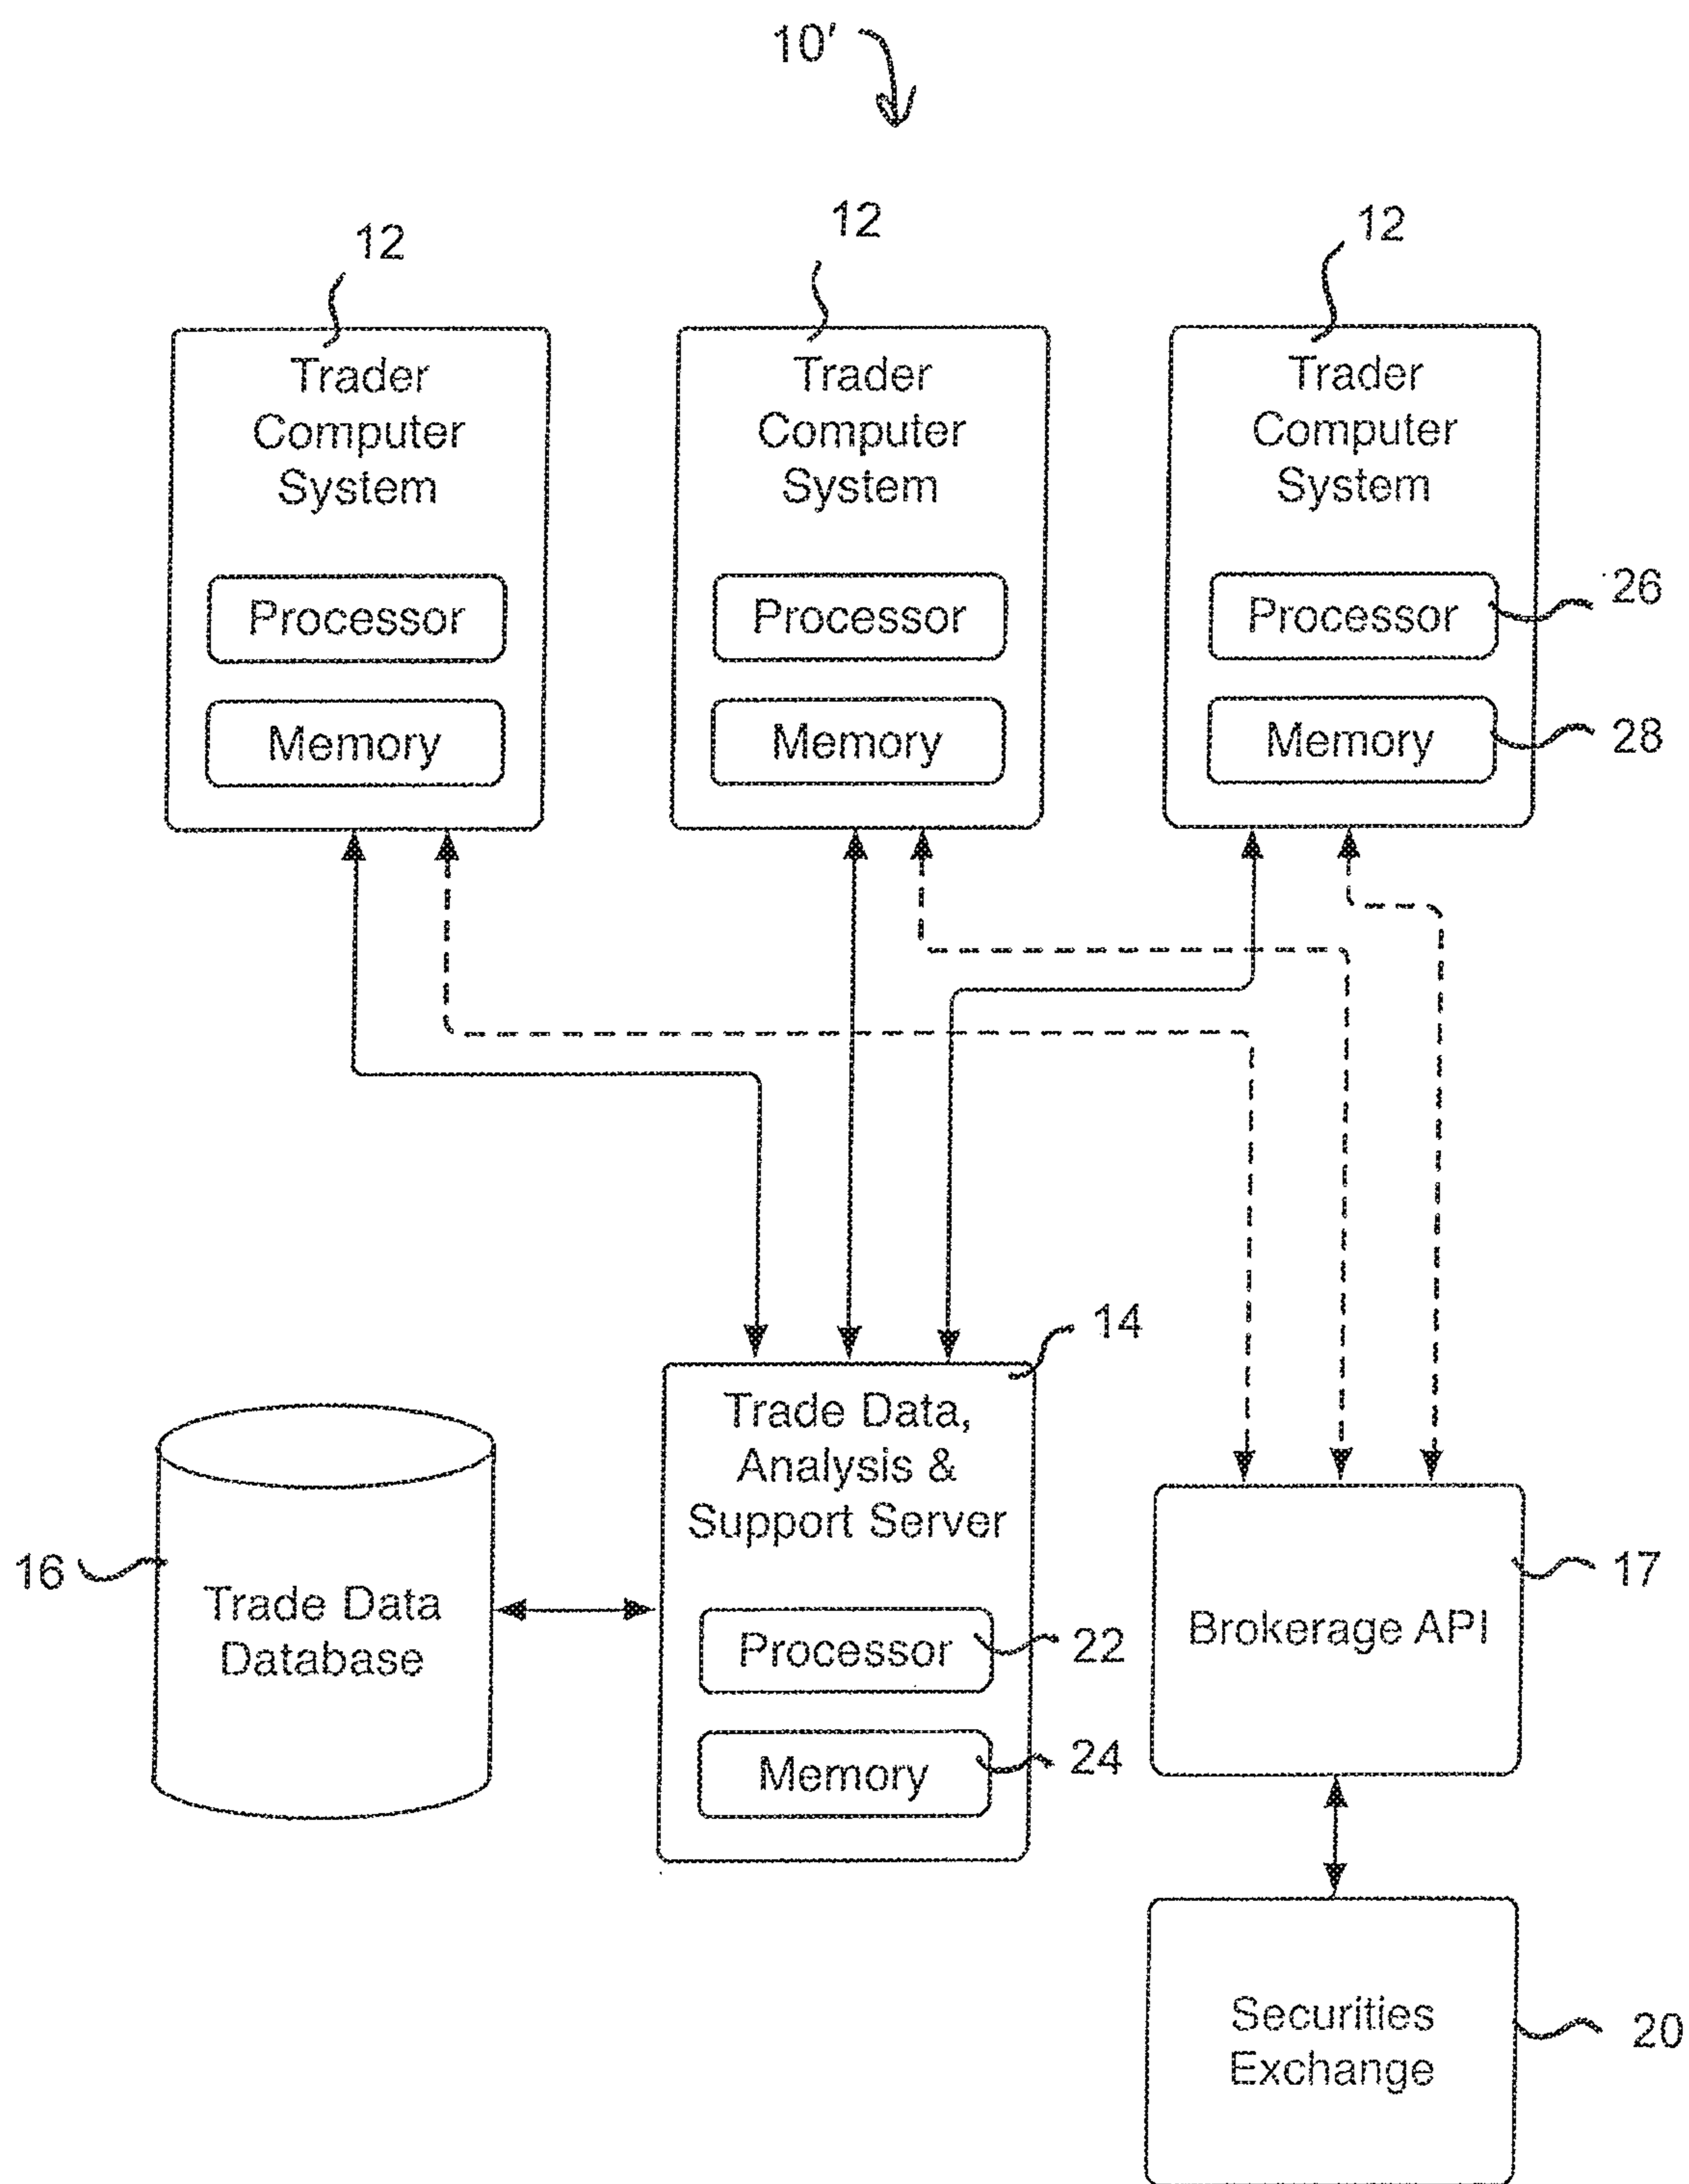 10'
12
12
12
Trader
Computer
System
Processor
Memory
Trader
Computer
System
Processor
Memory
Trader
Computer
System
Processor
26
Memory
28
14
Trade Data,
Analysis &
Support Server
Processor
22
Memory
24
16
Trade Data
Database
17
Brokerage API
Securities
Exchange
20